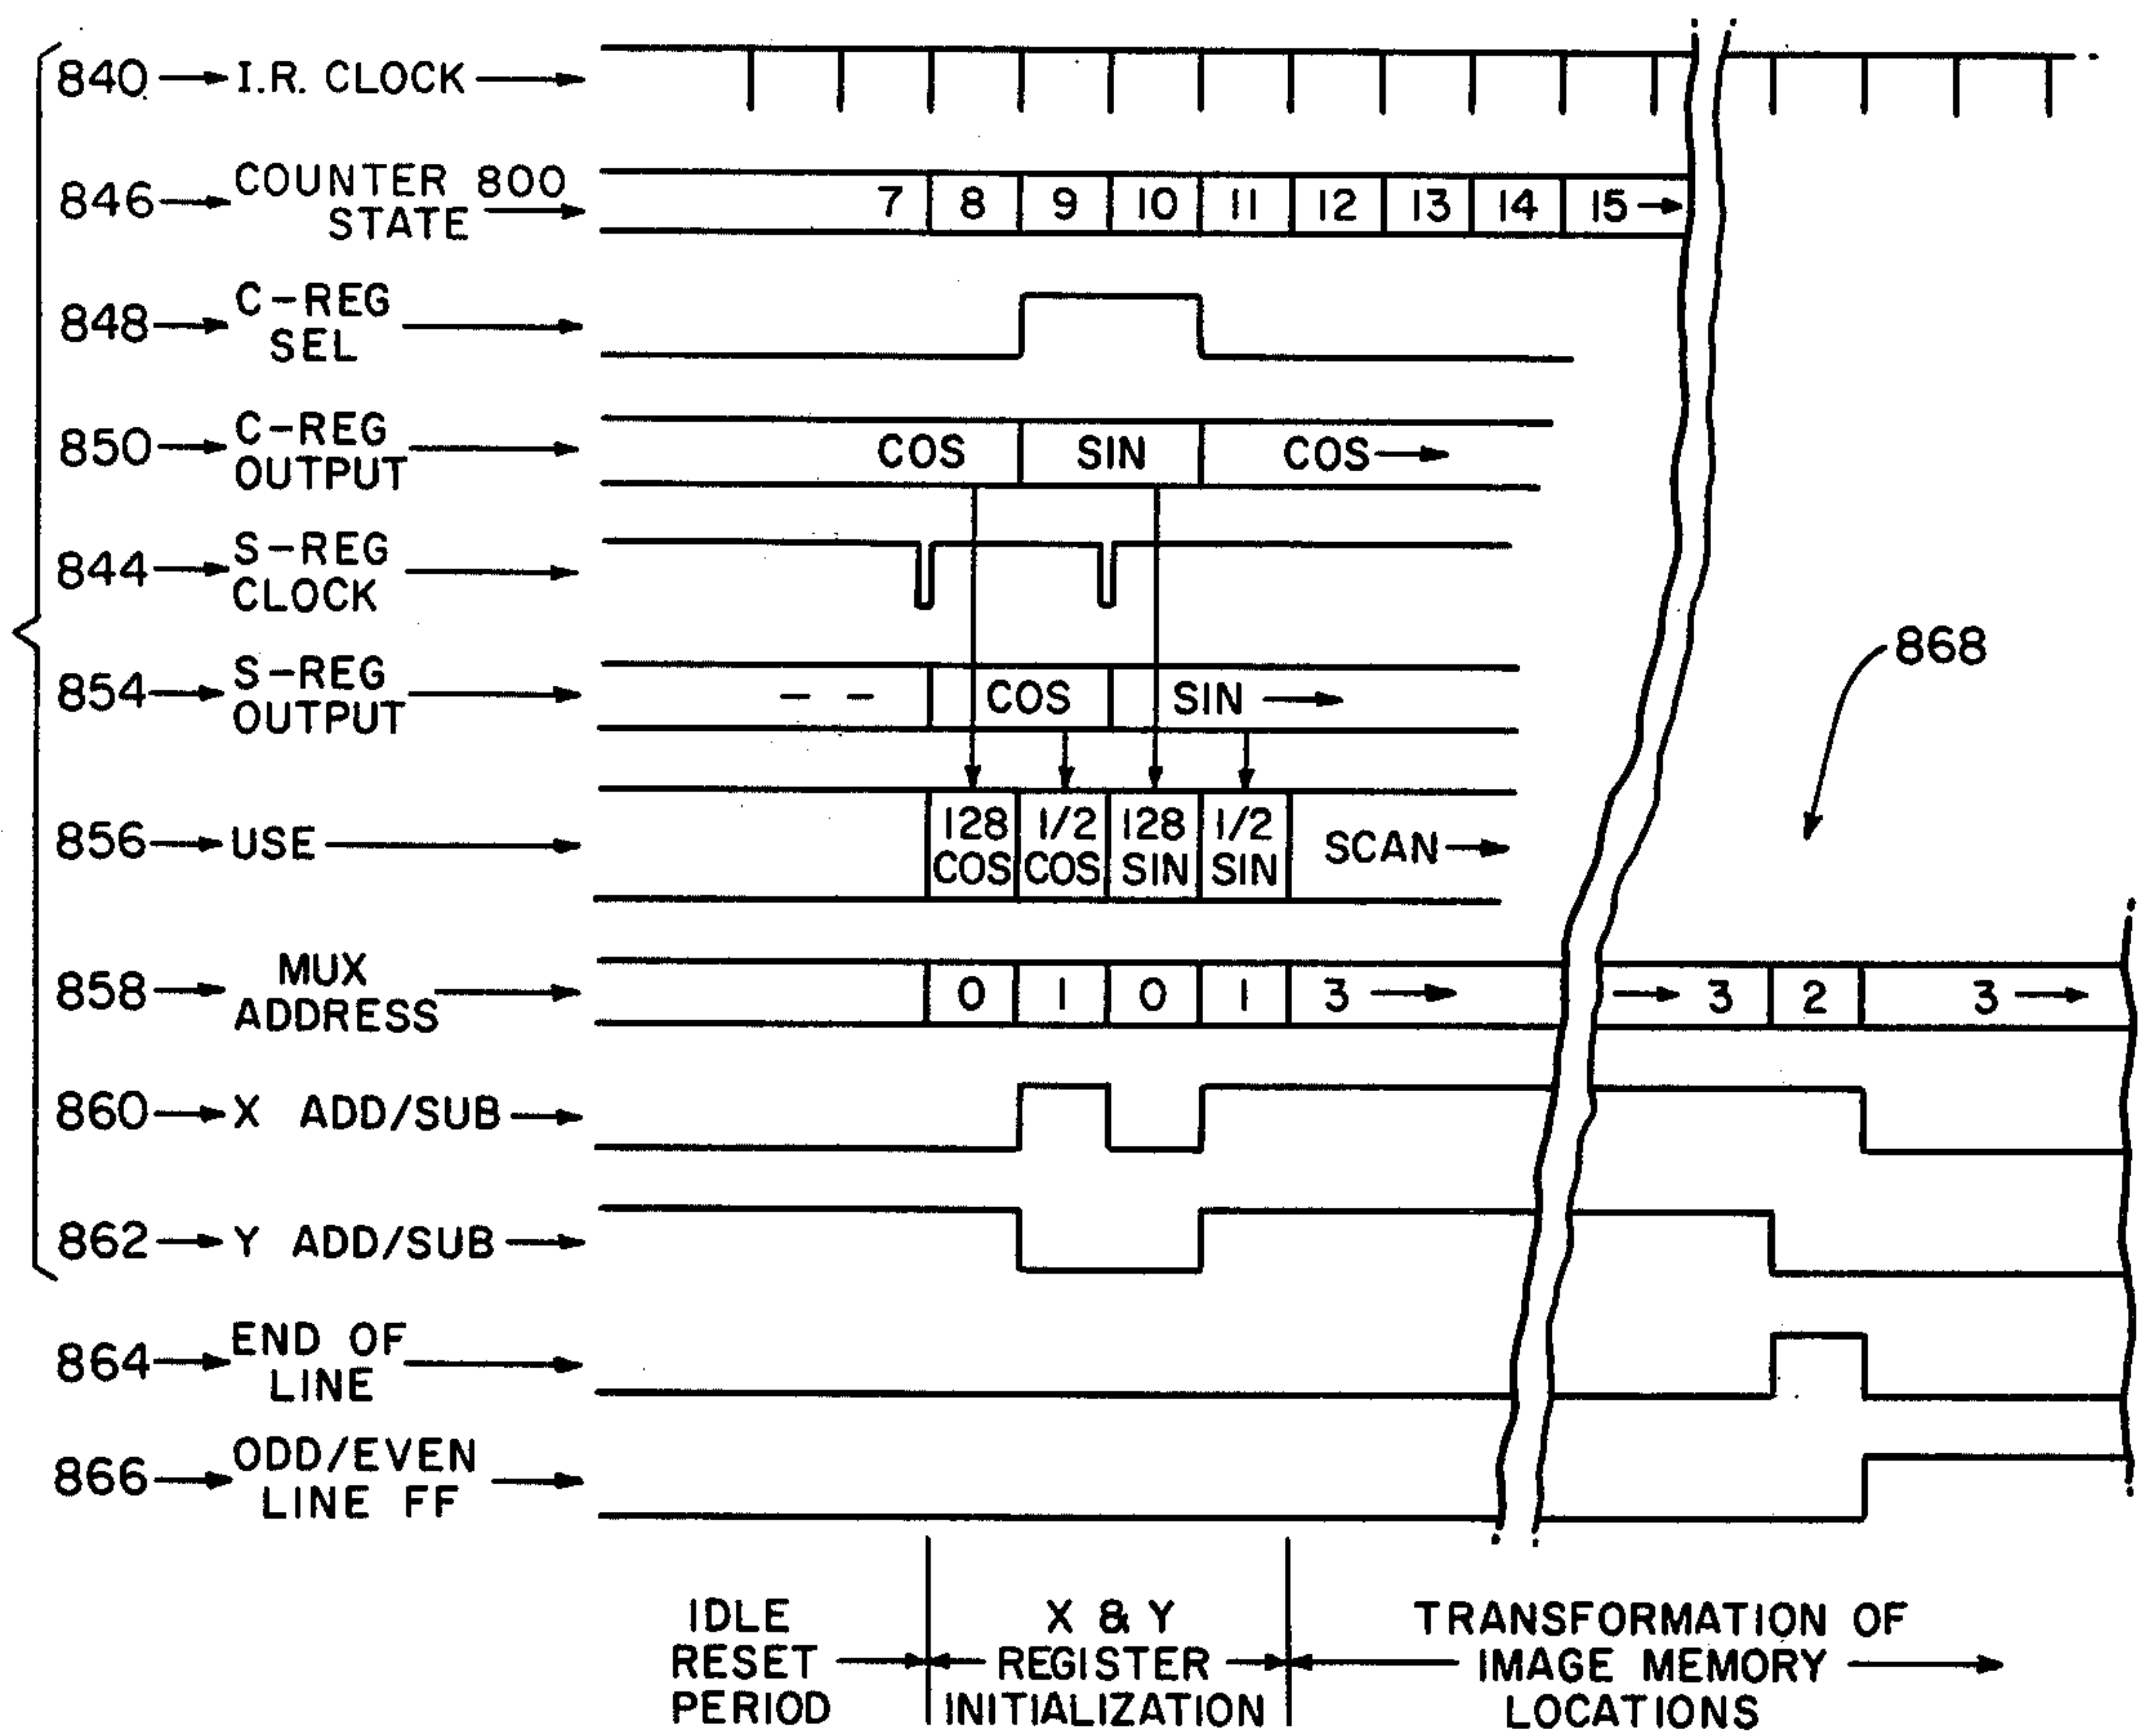 840 I.R. CLOCK
846 COUNTER 800
STATE
7 8 9 10 11 12 13 14 15
848 C-REG
SEL
850 C-REG
OUTPUT
COS SIN COS
844 S-REG
CLOCK
854 S-REG
OUTPUT
- - COS SIN
868
856 USE
128 1/2 128 1/2
COS COS SIN SIN
SCAN
858 MUX
ADDRESS
0 1 0 1 3 3 2 3
860 X ADD/SUB
862 Y ADD/SUB
864 END OF
LINE
866 ODD/EVEN
LINE FF
IDLE
RESET
PERIOD
X & Y
REGISTER
INITIALIZATION
TRANSFORMATION OF
IMAGE MEMORY
LOCATIONS